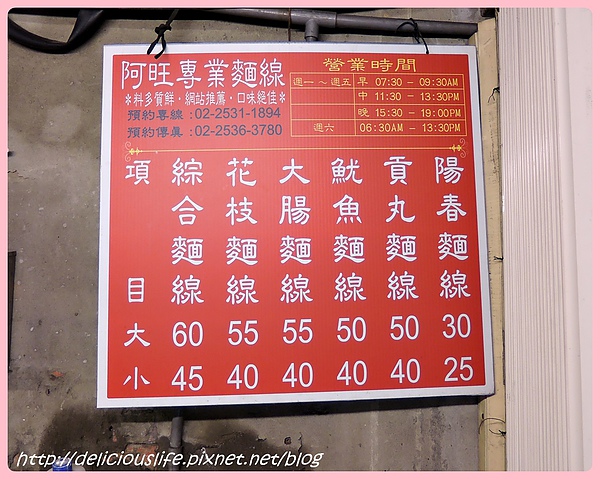 阿旺專業麵線
*料多質鮮,網站推薦,口味絕佳*
預約專線:02-2531-1894
預約傳真:02-2536-3780
營業時間
週一～週五 早 07:30 - 09:30AM
中 11:30 - 13:30PM
晚 15:30 - 19:00PM
週六 06:30AM - 13:30PM
項目 大 小
綜合麵線 60 45
花枝麵線 55 40
大腸麵線 55 40
魷魚麵線 50 40
貢丸麵線 50 40
陽春麵線 30 25
http://deliciouslife.pixnet.net/blog